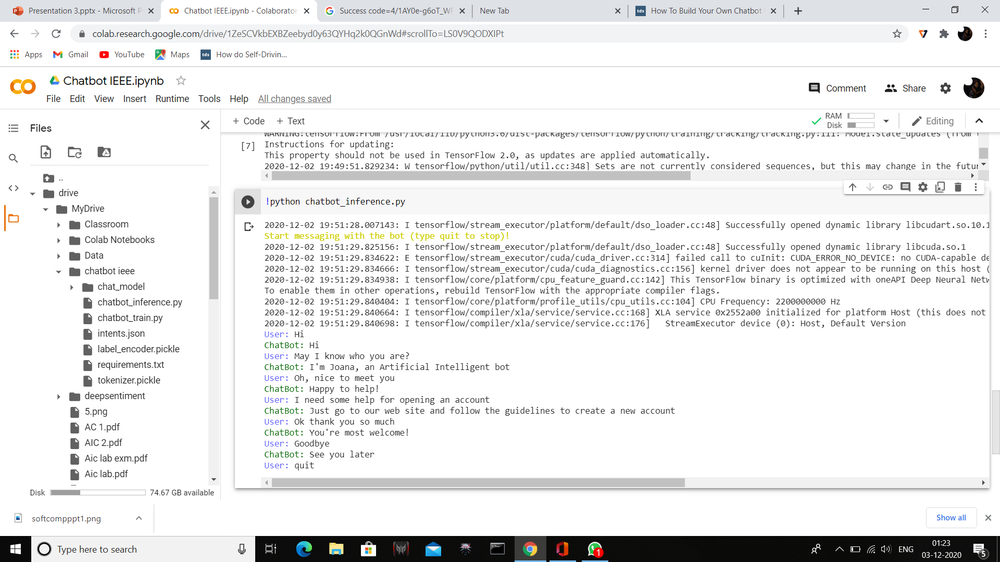 Presentation 3.pptx - Microsoft P
Chatbot IEEE.ipynb - Colaborator
Success code=4/1AY0e-g6oT_WF
New Tab
tds How To Build Your Own Chatbot
colab.research.google.com/drive/1ZeSCVkbEXBZeebyd0y63QYHq2k0QGnWd#scrollTo=LS0V9QODXIPt
Apps
Gmail
YouTube
Maps
tds How do Self-Drivin...
Chatbot IEEE.ipynb
Comment
Share
File Edit View Insert Runtime Tools Help All changes saved
Files
+ Code + Text
RAM
Disk
Editing
..
drive
MyDrive
Classroom
Colab Notebooks
Data
chatbot ieee
chat_model
chatbot_inference.py
chatbot_train.py
intents.json
label_encoder.pickle
requirements.txt
tokenizer.pickle
deepsentiment
5.png
AC 1.pdf
AIC 2.pdf
Aic lab exm.pdf
Aic lab.pdf
Disk 74.67 GB available
WARNING:tensorflow:From /usr/local/lib/python3.6/dist-packages/tensorflow/python/training/tracking/tracking.py:111: Model.state_updates (from
[7] Instructions for updating:
This property should not be used in TensorFlow 2.0, as updates are applied automatically.
2020-12-02 19:49:51.829234: W tensorflow/python/util/util.cc:348] Sets are not currently considered sequences, but this may change in the futur
!python chatbot_inference.py
2020-12-02 19:51:28.007143: I tensorflow/stream_executor/platform/default/dso_loader.cc:48] Successfully opened dynamic library libcudart.so.10.1
Start messaging with the bot (type quit to stop)!
2020-12-02 19:51:29.825156: I tensorflow/stream_executor/platform/default/dso_loader.cc:48] Successfully opened dynamic library libcuda.so.1
2020-12-02 19:51:29.834622: E tensorflow/stream_executor/cuda/cuda_driver.cc:314] failed call to cuInit: CUDA_ERROR_NO_DEVICE: no CUDA-capable de
2020-12-02 19:51:29.834666: I tensorflow/stream_executor/cuda/cuda_diagnostics.cc:156] kernel driver does not appear to be running on this host (
2020-12-02 19:51:29.834938: I tensorflow/core/platform/cpu_feature_guard.cc:142] This TensorFlow binary is optimized with oneAPI Deep Neural Netw
To enable them in other operations, rebuild TensorFlow with the appropriate compiler flags.
2020-12-02 19:51:29.840404: I tensorflow/core/platform/profile_utils/cpu_utils.cc:104] CPU Frequency: 2200000000 Hz
2020-12-02 19:51:29.840664: I tensorflow/compiler/xla/service/service.cc:168] XLA service 0x2552a00 initialized for platform Host (this does not
2020-12-02 19:51:29.840698: I tensorflow/compiler/xla/service/service.cc:176] StreamExecutor device (0): Host, Default Version
User: Hi
ChatBot: Hi
User: May I know who you are?
ChatBot: I'm Joana, an Artificial Intelligent bot
User: Oh, nice to meet you
ChatBot: Happy to help!
User: I need some help for opening an account
ChatBot: Just go to our web site and follow the guidelines to create a new account
User: Ok thank you so much
ChatBot: You're most welcome!
User: Goodbye
ChatBot: See you later
User: quit
softcompppt1.png
Show all
Type here to search
1
ENG
01:23
03-12-2020
5